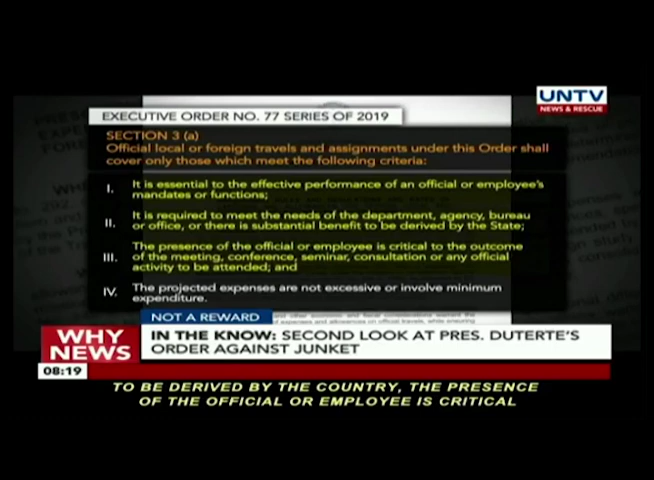 UNTV
NEWS & RESCUE
EXECUTIVE ORDER NO. 77 SERIES OF 2019
SECTION 3 (a)
Official local or foreign travels and assignments under this Order shall
cover only those which meet the following criteria:
I. It is essential to the effective performance of an official or employee's
mandates or functions;
II. It is required to meet the needs of the department, agency, bureau
or office, or there is substantial benefit to be derived by the State;
III. The presence of the official or employee is critical to the outcome
of the meeting, conference, seminar, consultation or any official
activity to be attended; and
IV. The projected expenses are not excessive or involve minimum
expenditure.
NOT A REWARD
WHY
NEWS
IN THE KNOW: SECOND LOOK AT PRES. DUTERTE'S
ORDER AGAINST JUNKET
08:19
TO BE DERIVED BY THE COUNTRY, THE PRESENCE
OF THE OFFICIAL OR EMPLOYEE IS CRITICAL